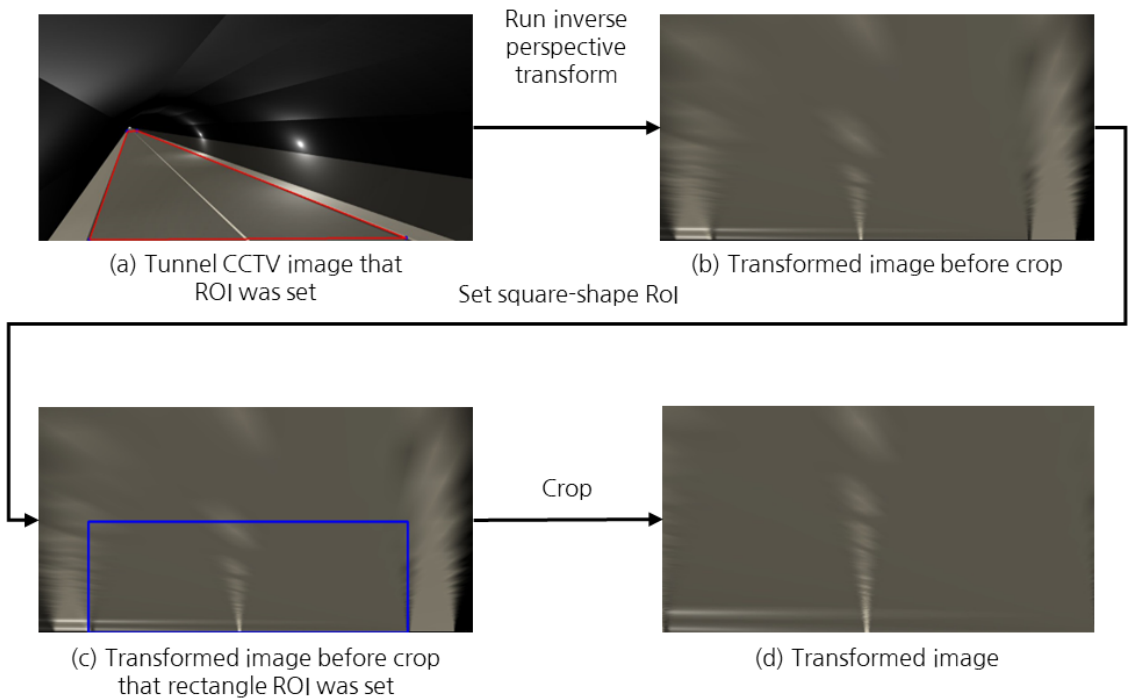 Run inverse
perspective
transform
(a) Tunnel CCTV image that
ROI was set
(b) Transformed image before crop
Set square-shape RoI
Crop
(c) Transformed image before crop
that rectangle ROI was set
(d) Transformed image